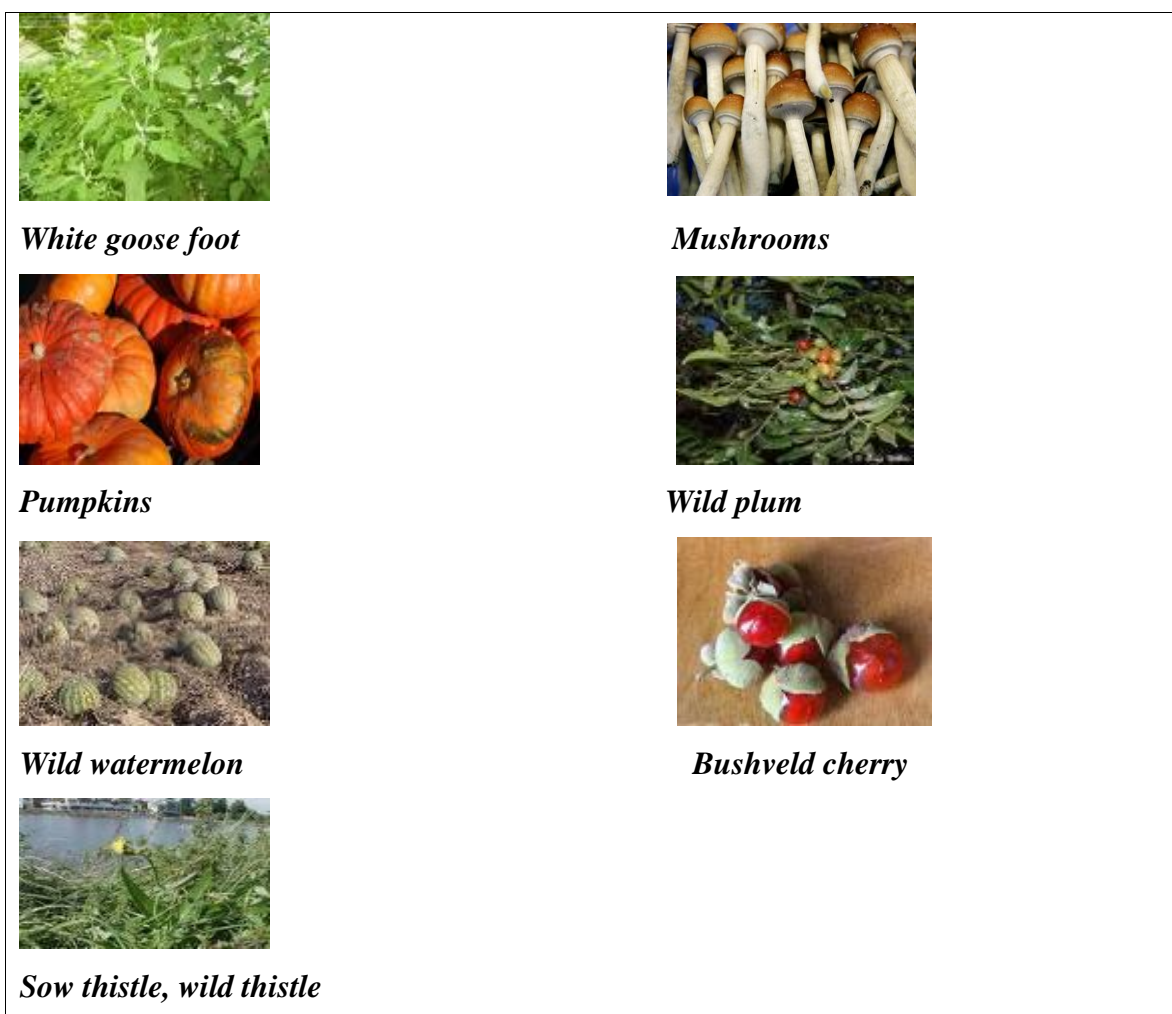 White goose foot
Mushrooms
Pumpkins
Wild plum
Wild watermelon
Bushveld cherry
Sow thistle, wild thistle